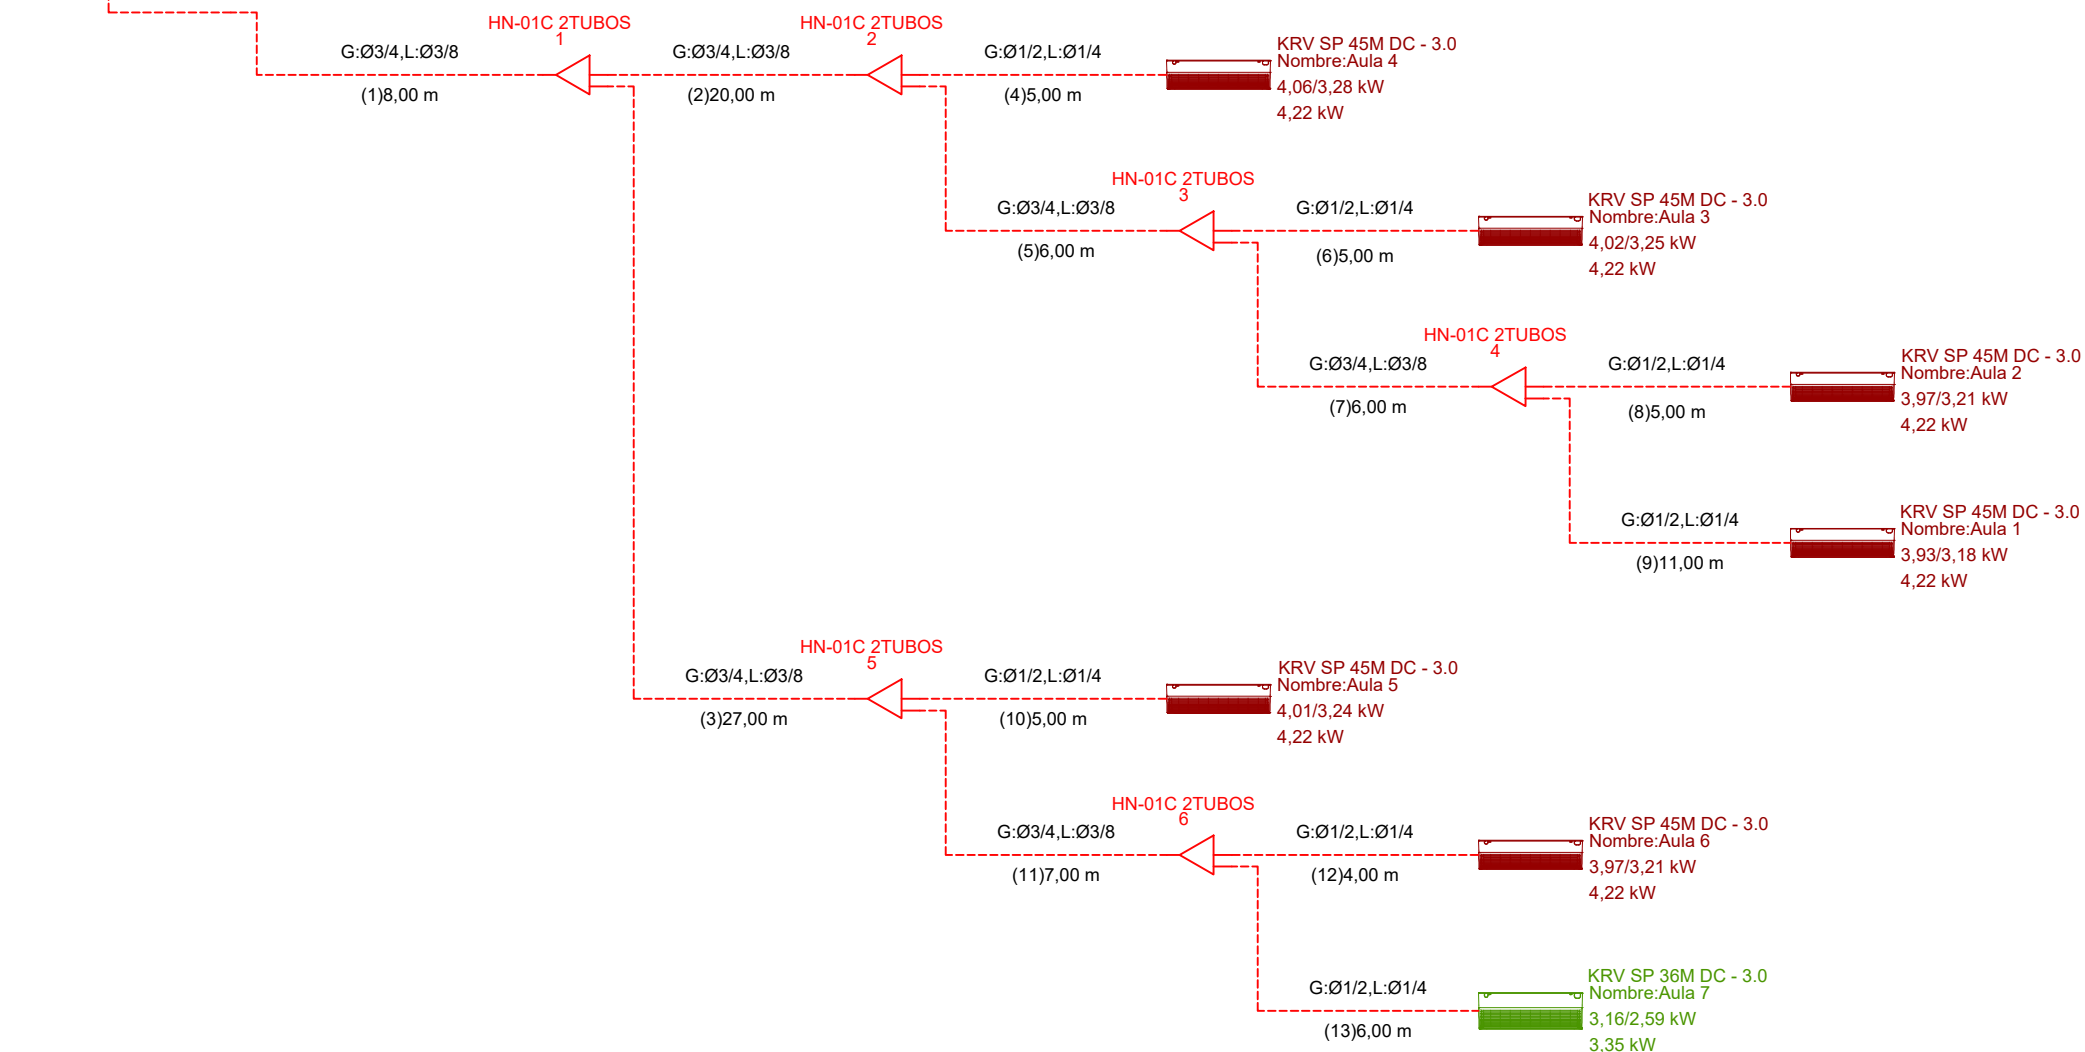 HN-01C 2TUBOS
1
G:Ø3/4,L:Ø3/8
(1)8,00 m
HN-01C 2TUBOS
2
G:Ø3/4,L:Ø3/8
(2)20,00 m
G:Ø1/2,L:Ø1/4
(4)5,00 m
KRV SP 45M DC - 3.0
Nombre:Aula 4
4,06/3,28 kW
4,22 kW
HN-01C 2TUBOS
3
G:Ø3/4,L:Ø3/8
(5)6,00 m
G:Ø1/2,L:Ø1/4
(6)5,00 m
KRV SP 45M DC - 3.0
Nombre:Aula 3
4,02/3,25 kW
4,22 kW
HN-01C 2TUBOS
4
G:Ø3/4,L:Ø3/8
(7)6,00 m
G:Ø1/2,L:Ø1/4
(8)5,00 m
KRV SP 45M DC - 3.0
Nombre:Aula 2
3,97/3,21 kW
4,22 kW
G:Ø1/2,L:Ø1/4
(9)11,00 m
KRV SP 45M DC - 3.0
Nombre:Aula 1
3,93/3,18 kW
4,22 kW
HN-01C 2TUBOS
5
G:Ø3/4,L:Ø3/8
(3)27,00 m
G:Ø1/2,L:Ø1/4
(10)5,00 m
KRV SP 45M DC - 3.0
Nombre:Aula 5
4,01/3,24 kW
4,22 kW
HN-01C 2TUBOS
6
G:Ø3/4,L:Ø3/8
(11)7,00 m
G:Ø1/2,L:Ø1/4
(12)4,00 m
KRV SP 45M DC - 3.0
Nombre:Aula 6
3,97/3,21 kW
4,22 kW
G:Ø1/2,L:Ø1/4
(13)6,00 m
KRV SP 36M DC - 3.0
Nombre:Aula 7
3,16/2,59 kW
3,35 kW